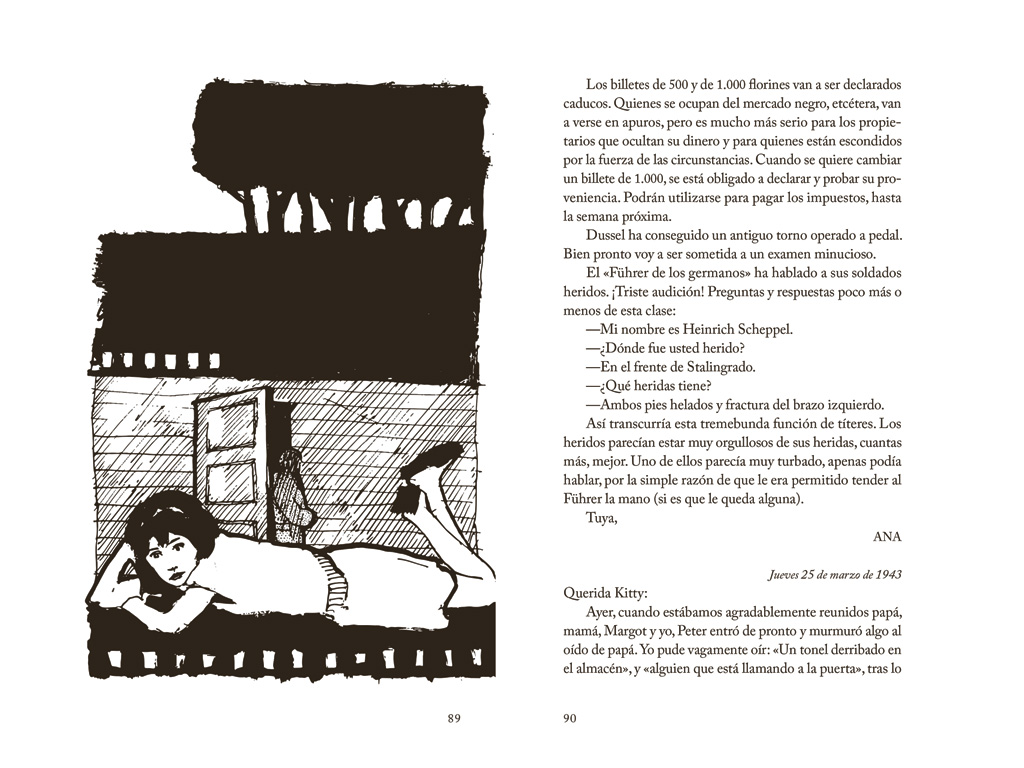 89
Los billetes de 500 y de 1.000 florines van a ser declarados
caducos. Quienes se ocupan del mercado negro, etcétera, van
a verse en apuros, pero es mucho más serio para los propie-
tarios que ocultan su dinero y para quienes están escondidos
por la fuerza de las circunstancias. Cuando se quiere cambiar
un billete de 1.000, se está obligado a declarar y probar su pro-
veniencia. Podrán utilizarse para pagar los impuestos, hasta
la semana próxima.
Dussel ha conseguido un antiguo torno operado a pedal.
Bien pronto voy a ser sometida a un examen minucioso.
El «Führer de los germanos» ha hablado a sus soldados
heridos. ¡Triste audición! Preguntas y respuestas poco más o
menos de esta clase:
—Mi nombre es Heinrich Scheppel.
—¿Dónde fue usted herido?
—En el frente de Stalingrado.
—¿Qué heridas tiene?
—Ambos pies helados y fractura del brazo izquierdo.
Así transcurría esta tremebunda función de títeres. Los
heridos parecían estar muy orgullosos de sus heridas, cuantas
más, mejor. Uno de ellos parecía muy turbado, apenas podía
hablar, por la simple razón de que le era permitido tender al
Führer la mano (si es que le queda alguna).
Tuya,
ANA
Jueves 25 de marzo de 1943
Querida Kitty:
Ayer, cuando estábamos agradablemente reunidos papá,
mamá, Margot y yo, Peter entró de pronto y murmuró algo al
oído de papá. Yo pude vagamente oír: «Un tonel derribado en
el almacén», y «alguien que está llamando a la puerta», tras lo
90